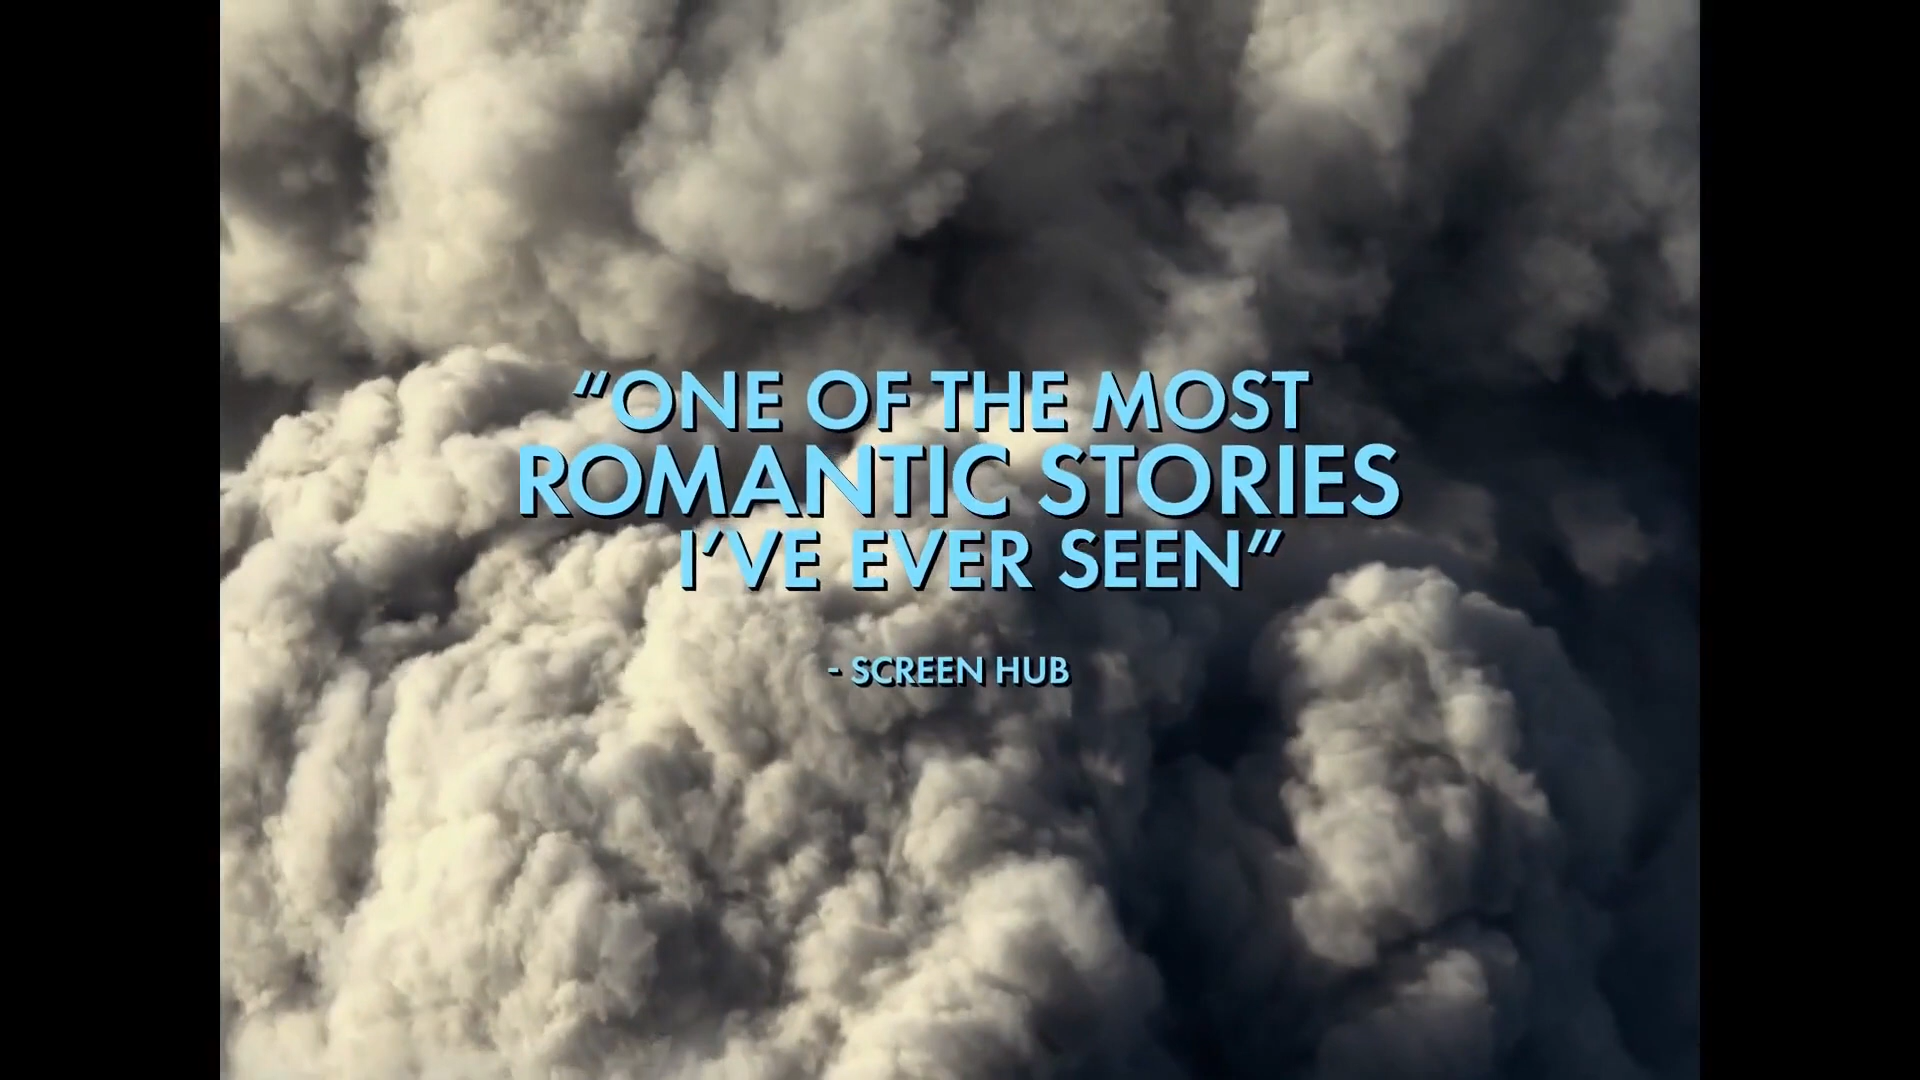 “ONE OF THE MOST
ROMANTIC STORIES
I’VE EVER SEEN”
- SCREEN HUB